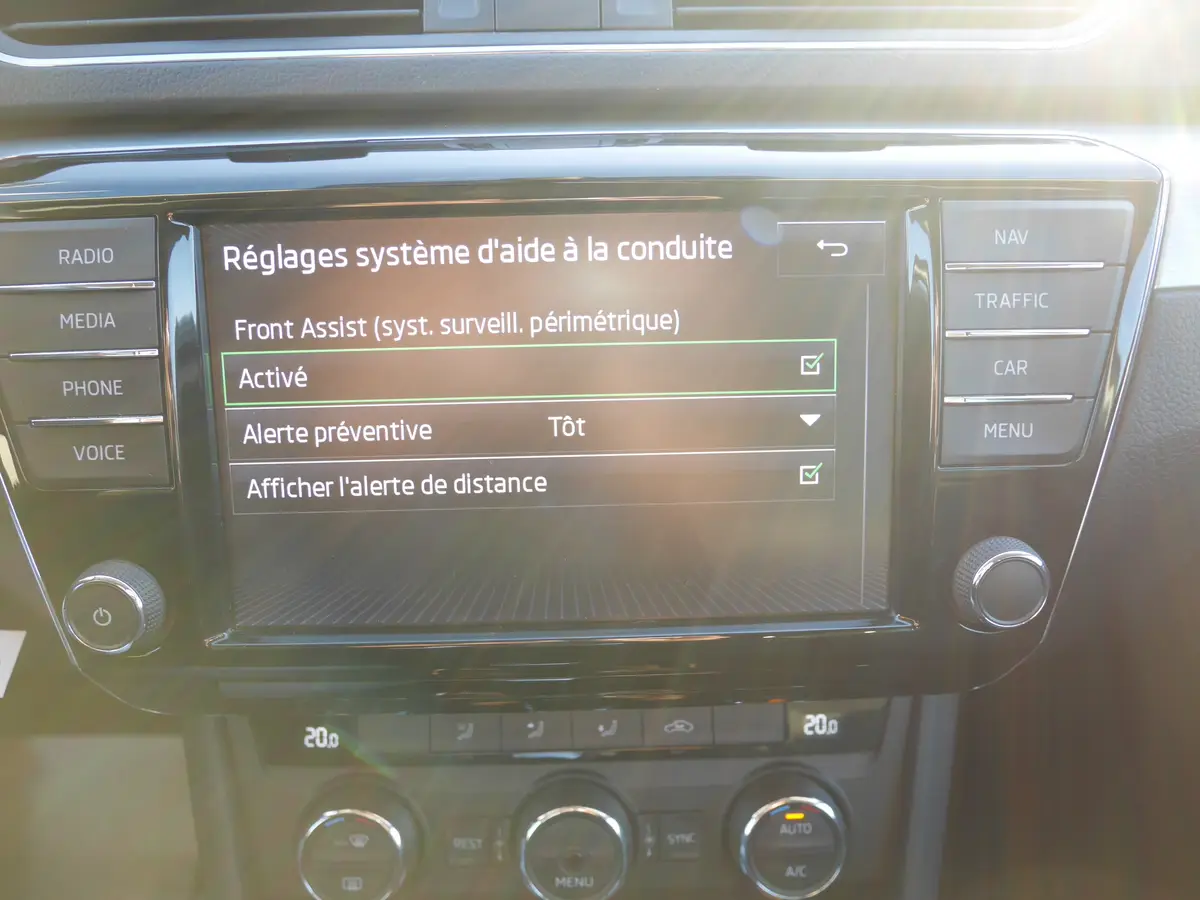 Réglages système d'aide à la conduite
Front Assist (syst. surveill. périmétrique)
Activé
Alerte préventive Tôt
Afficher l'alerte de distance
RADIO
MEDIA
PHONE
VOICE
NAV
TRAFFIC
CAR
MENU
20.0
20.0
REST
MENU
SYNC
AUTO
A/C